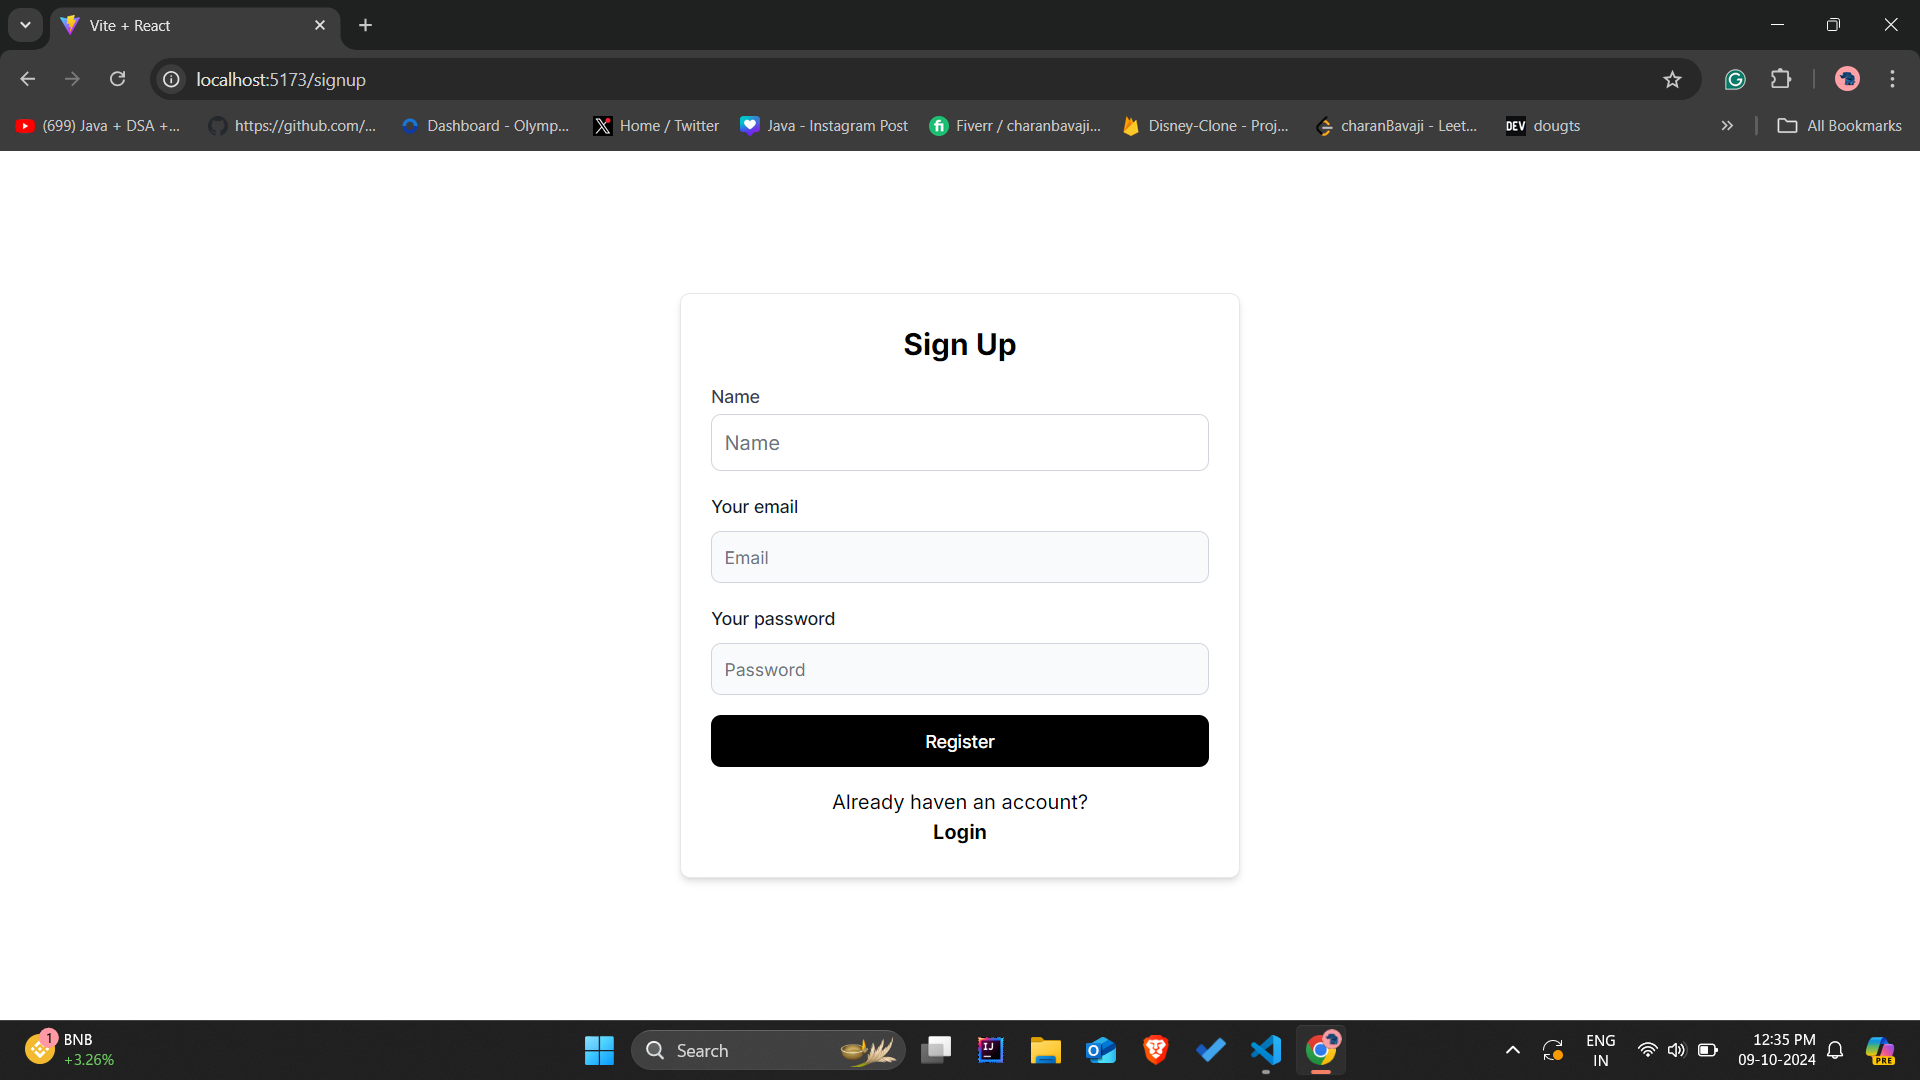 Vite + React
localhost:5173/signup
(699) Java + DSA +...
https://github.com/...
Dashboard - Olymp...
Home / Twitter
Java - Instagram Post
Fiverr / charanbavaji...
Disney-Clone - Proj...
charanBavaji - Leet...
DEV
dougts
All Bookmarks
Sign Up
Name
Name
Your email
Email
Your password
Password
Register
Already haven an account?
Login
1
BNB
+3.26%
Search
ENG
IN
12:35 PM
09-10-2024
PRE